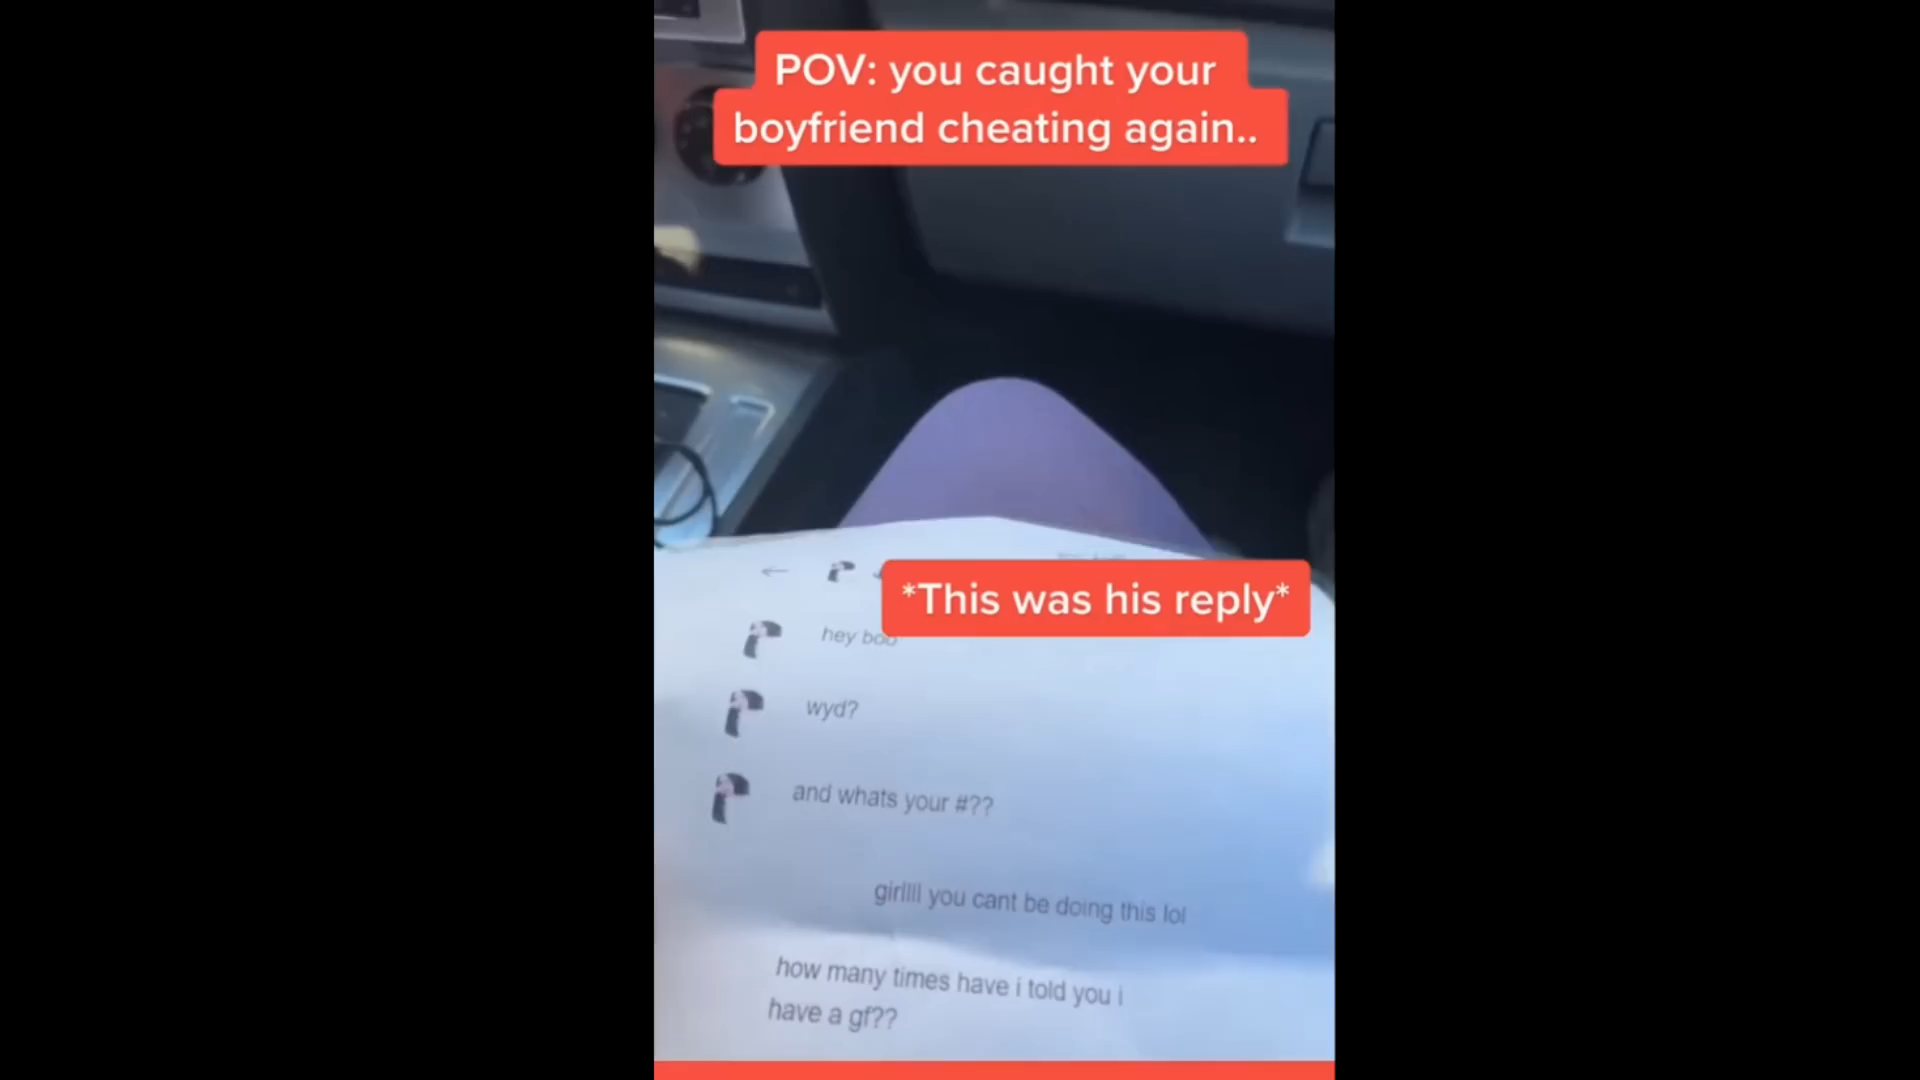 POV: you caught your
boyfriend cheating again..
*This was his reply*
hey boo
wyd?
and whats your #??
girllll you cant be doing this lol
how many times have i told you i
have a gf??